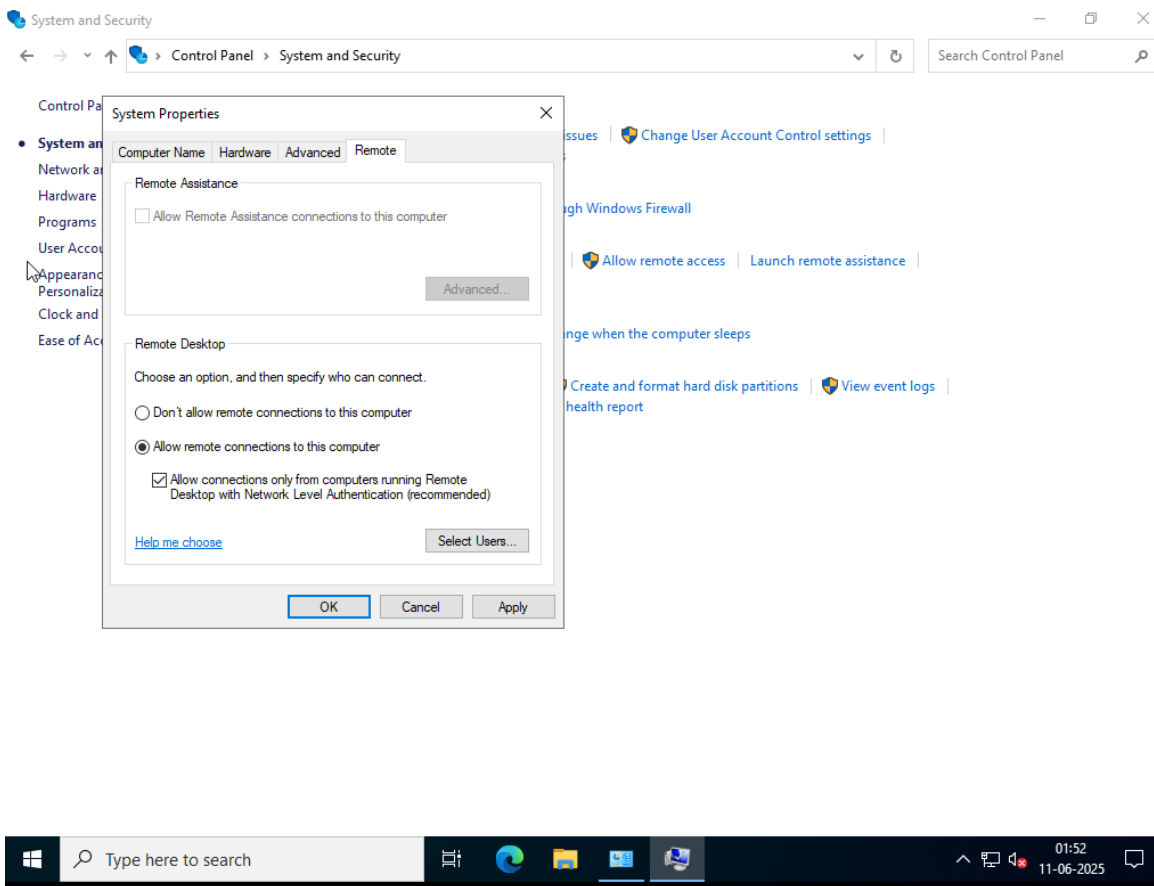 System and Security
Control Panel > System and Security
Search Control Panel
Control Pa
System an
Network a
Hardware
Programs
User Accou
Appearanc
Personaliza
Clock and
Ease of Acc
issues
Change User Account Control settings
ugh Windows Firewall
Allow remote access
Launch remote assistance
nge when the computer sleeps
Create and format hard disk partitions
View event logs
health report
System Properties
Computer Name
Hardware
Advanced
Remote
Remote Assistance
Allow Remote Assistance connections to this computer
Advanced...
Remote Desktop
Choose an option, and then specify who can connect.
Don't allow remote connections to this computer
Allow remote connections to this computer
Allow connections only from computers running Remote
Desktop with Network Level Authentication (recommended)
Help me choose
Select Users...
OK
Cancel
Apply
Type here to search
01:52
11-06-2025